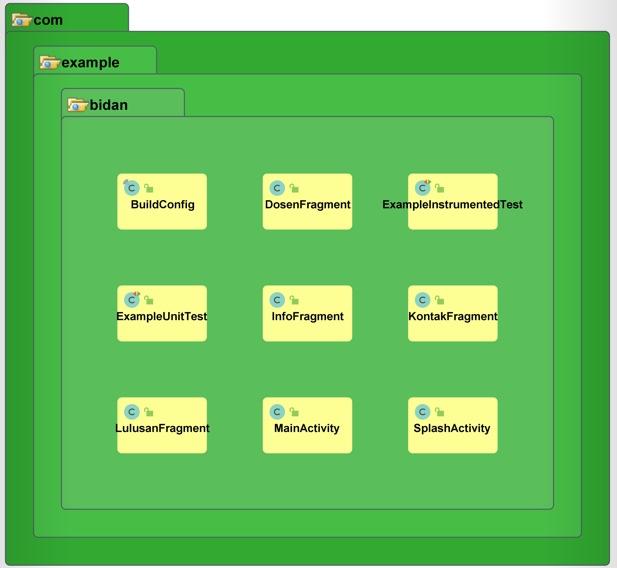 com
example
bidan
C
BuildConfig
C
DosenFragment
C
ExampleInstrumentedTest
C
ExampleUnitTest
C
InfoFragment
C
KontakFragment
C
LulusanFragment
C
MainActivity
C
SplashActivity